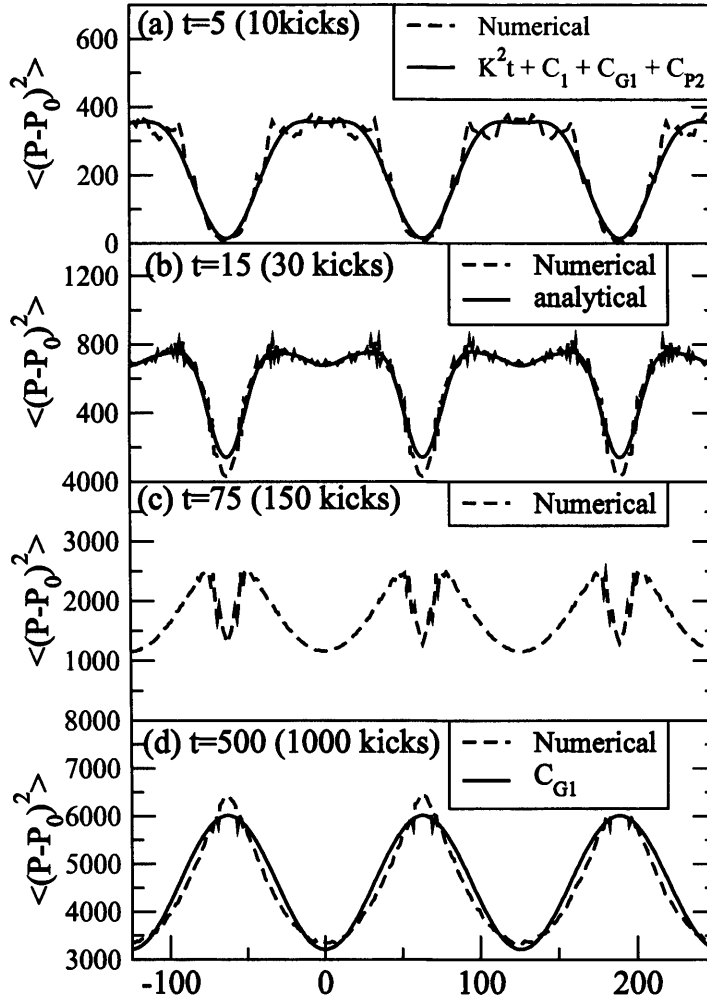 (a) t=5 (10kicks)
Numerical
K²t + C₁ + C_G1 + C_P2
<(P-P₀)²>
600
400
200
0
(b) t=15 (30 kicks)
Numerical
analytical
<(P-P₀)²>
1200
800
400
4000
(c) t=75 (150 kicks)
Numerical
<(P-P₀)²>
3000
2000
1000
8000
(d) t=500 (1000 kicks)
Numerical
C_G1
<(P-P₀)²>
7000
6000
5000
4000
3000
-100 0 100 200